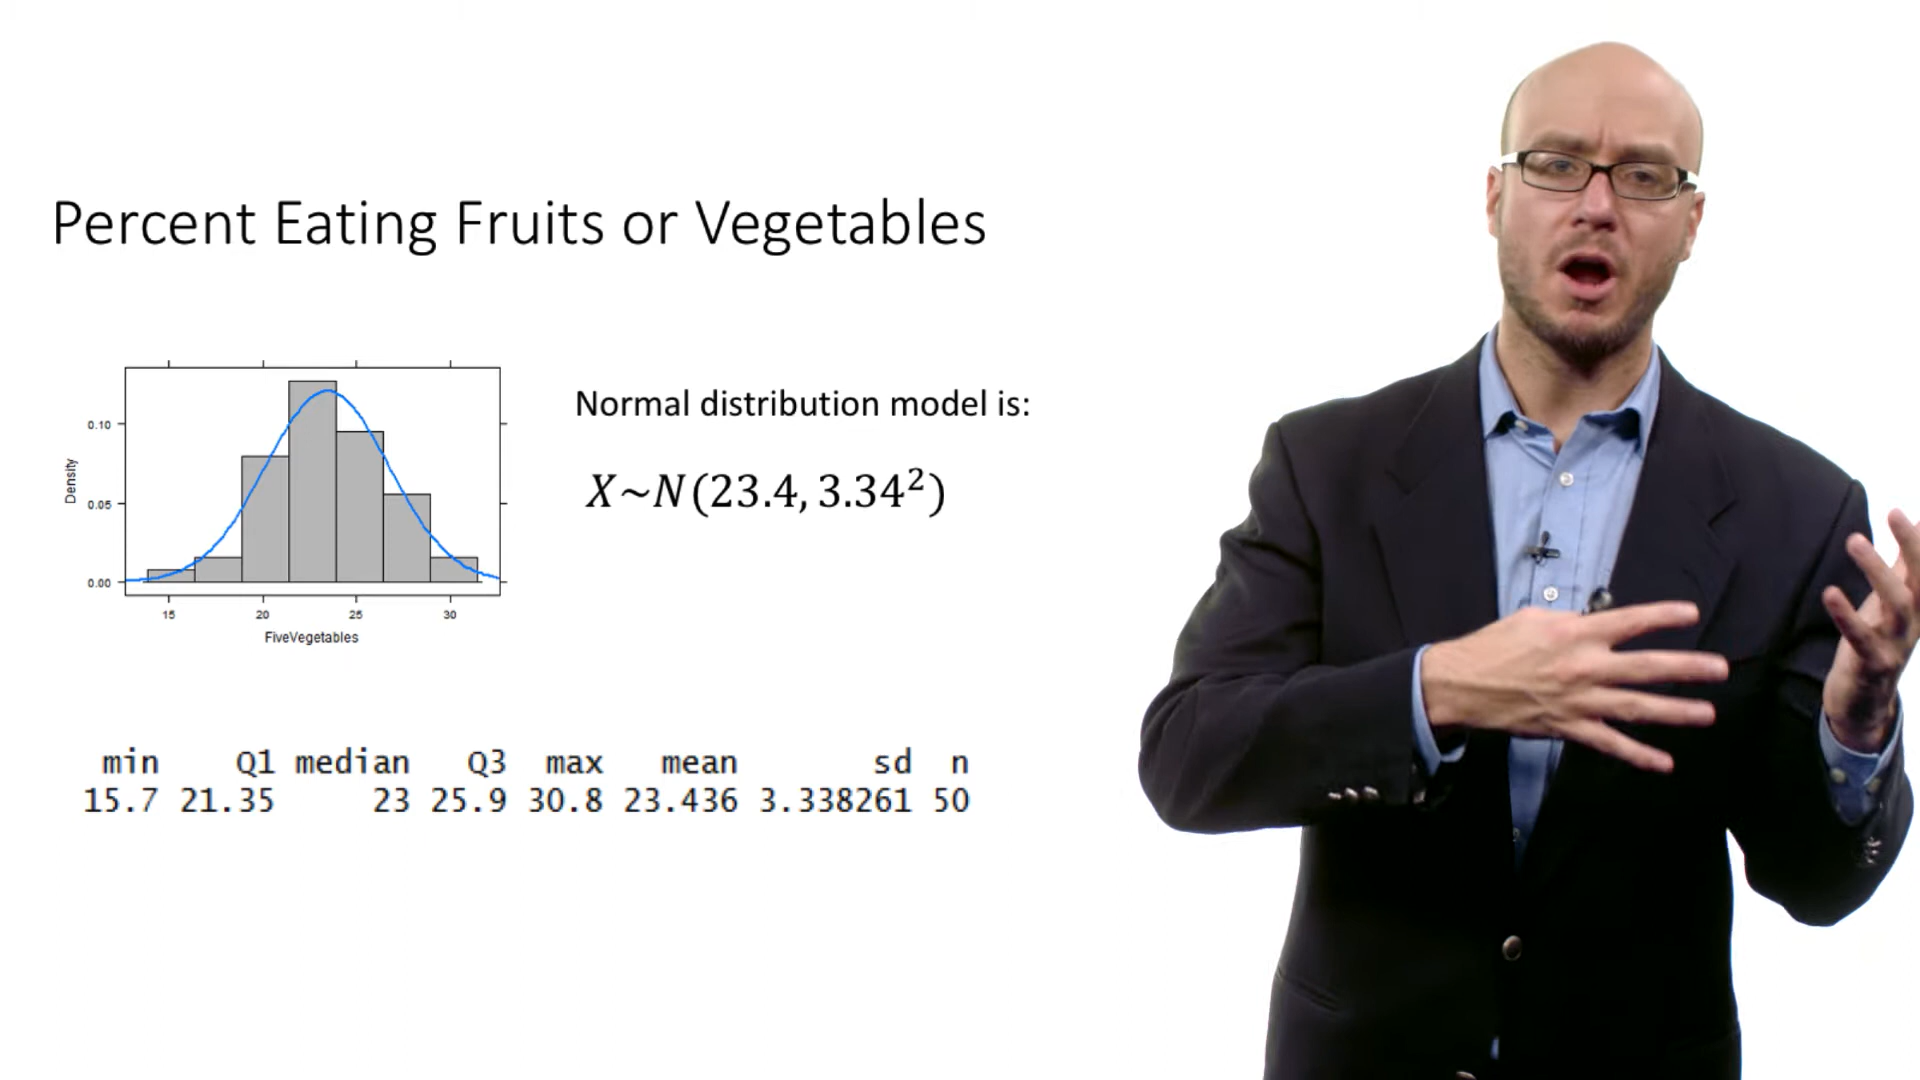 Percent Eating Fruits or Vegetables
Normal distribution model is:
X~N(23.4, 3.34²)
0.10
0.05
0.00
Density
15 20 25 30
FiveVegetables
min Q1 median Q3 max mean sd n
15.7 21.35 23 25.9 30.8 23.436 3.338261 50